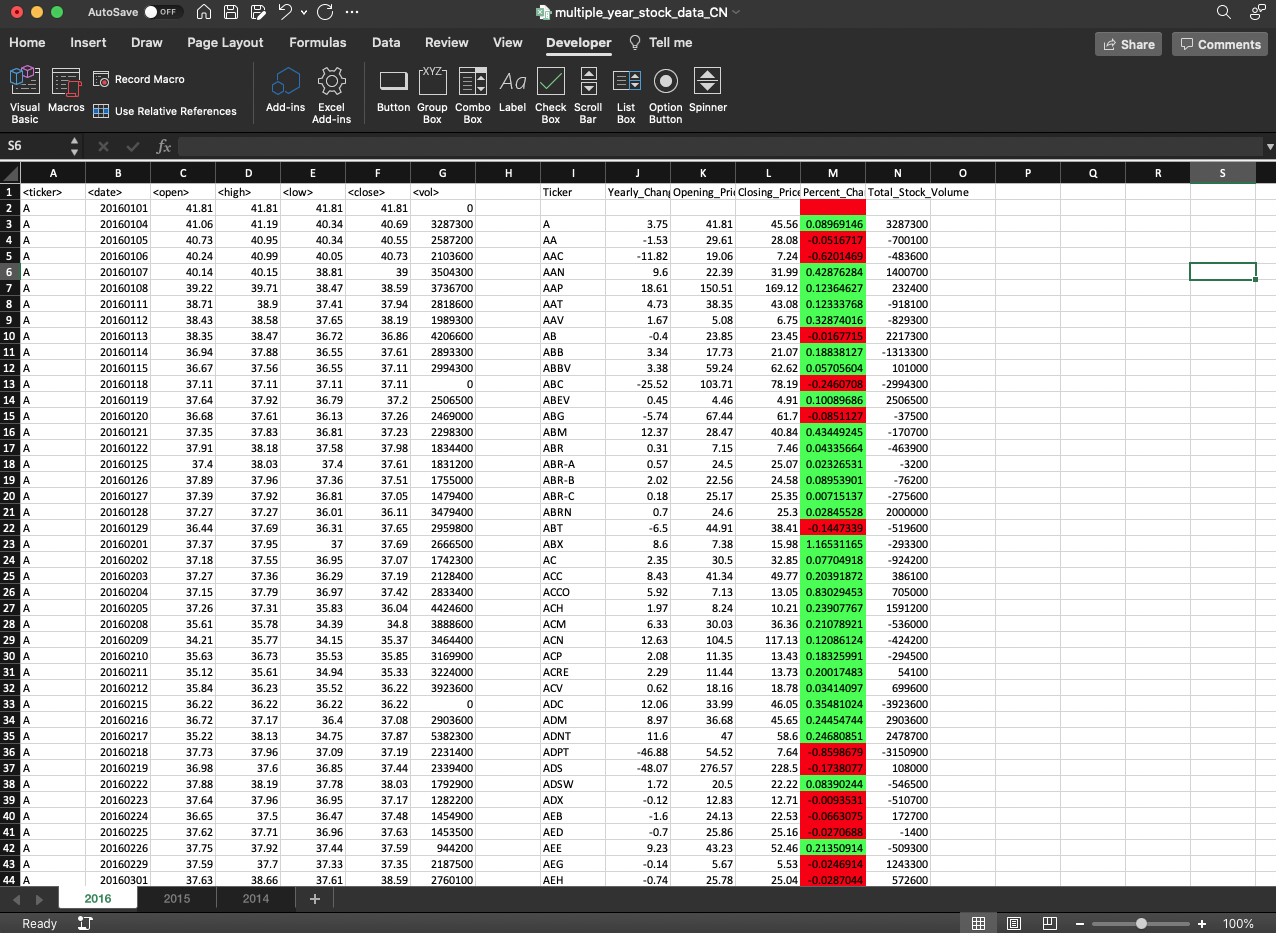 AutoSave OFF multiple_year_stock_data_CN
Home Insert Draw Page Layout Formulas Data Review View Developer Tell me Share Comments
Visual Basic Macros Record Macro Use Relative References Add-ins Excel Add-ins Button Group Box Combo Box Label Check Box Scroll Bar List Box Option Button Spinner
XYZ Aa
S6 fx
A B C D E F G H I J K L M N O P Q R S
1 <ticker> <date> <open> <high> <low> <close> <vol> Ticker Yearly_Chang Opening_Pri Closing_Price Percent_Cha Total_Stock_Volume
2 A 20160101 41.81 41.81 41.81 41.81 0
3 A 20160104 41.06 41.19 40.34 40.69 3287300 A 3.75 41.81 45.56 0.08969146 3287300
4 A 20160105 40.73 40.95 40.34 40.55 2587200 AA -1.53 29.61 28.08 -0.0516717 -700100
5 A 20160106 40.24 40.99 40.05 40.73 2103600 AAC -11.82 19.06 7.24 -0.6201469 -483600
6 A 20160107 40.14 40.15 38.81 39 3504300 AAN 9.6 22.39 31.99 0.42876284 1400700
7 A 20160108 39.22 39.71 38.47 38.59 3736700 AAP 18.61 150.51 169.12 0.12364627 232400
8 A 20160111 38.71 38.9 37.41 37.94 2818600 AAT 4.73 38.35 43.08 0.12333768 -918100
9 A 20160112 38.43 38.58 37.65 38.19 1989300 AAV 1.67 5.08 6.75 0.32874016 -829300
10 A 20160113 38.35 38.47 36.72 36.86 4206600 AB -0.4 23.85 23.45 -0.0167715 2217300
11 A 20160114 36.94 37.88 36.55 37.61 2893300 ABB 3.34 17.73 21.07 0.18838127 -1313300
12 A 20160115 36.67 37.56 36.55 37.11 2994300 ABBV 3.38 59.24 62.62 0.05705604 101000
13 A 20160118 37.11 37.11 37.11 37.11 0 ABC -25.52 103.71 78.19 -0.2460708 -2994300
14 A 20160119 37.64 37.92 36.79 37.2 2506500 ABEV 0.45 4.46 4.91 0.10089686 2506500
15 A 20160120 36.68 37.61 36.13 37.26 2469000 ABG -5.74 67.44 61.7 -0.0851127 -37500
16 A 20160121 37.35 37.83 36.81 37.23 2298300 ABM 12.37 28.47 40.84 0.43449245 -170700
17 A 20160122 37.91 38.18 37.58 37.98 1834400 ABR 0.31 7.15 7.46 0.04335664 -463900
18 A 20160125 37.4 38.03 37.4 37.61 1831200 ABR-A 0.57 24.5 25.07 0.02326531 -3200
19 A 20160126 37.89 37.96 37.36 37.51 1755000 ABR-B 2.02 22.56 24.58 0.08953901 -76200
20 A 20160127 37.39 37.92 36.81 37.05 1479400 ABR-C 0.18 25.17 25.35 0.00715137 -275600
21 A 20160128 37.27 37.27 36.01 36.11 3479400 ABRN 0.7 24.6 25.3 0.02845528 2000000
22 A 20160129 36.44 37.69 36.31 37.65 2959800 ABT -6.5 44.91 38.41 -0.1447339 -519600
23 A 20160201 37.37 37.95 37 37.69 2666500 ABX 8.6 7.38 15.98 1.16531165 -293300
24 A 20160202 37.18 37.55 36.95 37.07 1742300 AC 2.35 30.5 32.85 0.07704918 -924200
25 A 20160203 37.27 37.36 36.29 37.19 2128400 ACC 8.43 41.34 49.77 0.20391872 386100
26 A 20160204 37.15 37.79 36.97 37.42 2833400 ACCO 5.92 7.13 13.05 0.83029453 705000
27 A 20160205 37.26 37.31 35.83 36.04 4424600 ACH 1.97 8.24 10.21 0.23907767 1591200
28 A 20160208 35.61 35.78 34.39 34.8 3888600 ACM 6.33 30.03 36.36 0.21078921 -536000
29 A 20160209 34.21 35.77 34.15 35.37 3464400 ACN 12.63 104.5 117.13 0.12086124 -424200
30 A 20160210 35.63 36.73 35.53 35.85 3169900 ACP 2.08 11.35 13.43 0.18325991 -294500
31 A 20160211 35.12 35.61 34.94 35.33 3224000 ACRE 2.29 11.44 13.73 0.20017483 54100
32 A 20160212 35.84 36.23 35.52 36.22 3923600 ACV 0.62 18.16 18.78 0.03414097 699600
33 A 20160215 36.22 36.22 36.22 36.22 0 ADC 12.06 33.99 46.05 0.35481024 -3923600
34 A 20160216 36.72 37.17 36.4 37.08 2903600 ADM 8.97 36.68 45.65 0.24454744 2903600
35 A 20160217 35.22 38.13 34.75 37.87 5382300 ADNT 11.6 47 58.6 0.24680851 2478700
36 A 20160218 37.73 37.96 37.09 37.19 2231400 ADPT -46.88 54.52 7.64 -0.8598679 -3150900
37 A 20160219 36.98 37.6 36.85 37.44 2339400 ADS -48.07 276.57 228.5 -0.1738077 108000
38 A 20160222 37.88 38.19 37.78 38.03 1792900 ADSW 1.72 20.5 22.22 0.08390244 -546500
39 A 20160223 37.64 37.96 36.95 37.17 1282200 ADX -0.12 12.83 12.71 -0.0093531 -510700
40 A 20160224 36.65 37.5 36.47 37.48 1454900 AEB -1.6 24.13 22.53 -0.0663075 172700
41 A 20160225 37.62 37.71 36.96 37.63 1453500 AED -0.7 25.86 25.16 -0.0270688 -1400
42 A 20160226 37.75 37.92 37.44 37.59 944200 AEE 9.23 43.23 52.46 0.21350914 -509300
43 A 20160229 37.59 37.7 37.33 37.35 2187500 AEG -0.14 5.67 5.53 -0.0246914 1243300
44 A 20160301 37.63 38.66 37.61 38.59 2760100 AEH -0.74 25.78 25.04 -0.0287044 572600
2016 2015 2014 +
Ready 100%